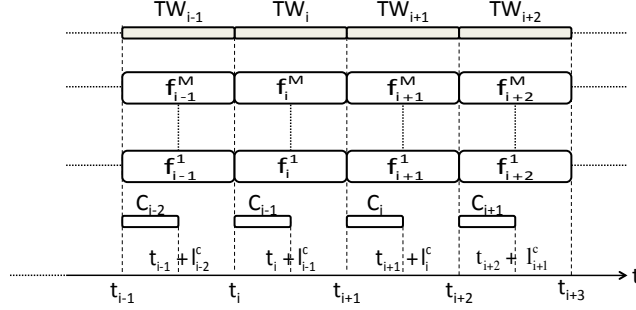 TW_{i-1} TW_i TW_{i+1} TW_{i+2}
f^M_{i-1} f^M_i f^M_{i+1} f^M_{i+2}
f^1_{i-1} f^1_i f^1_{i+1} f^1_{i+2}
C_{i-2} C_{i-1} C_i C_{i+1}
t_{i-1} + l^c_{i-2} t_i + l^c_{i-1} t_{i+1} + l^c_i t_{i+2} + l^c_{i+1}
t
t_{i-1} t_i t_{i+1} t_{i+2} t_{i+3}